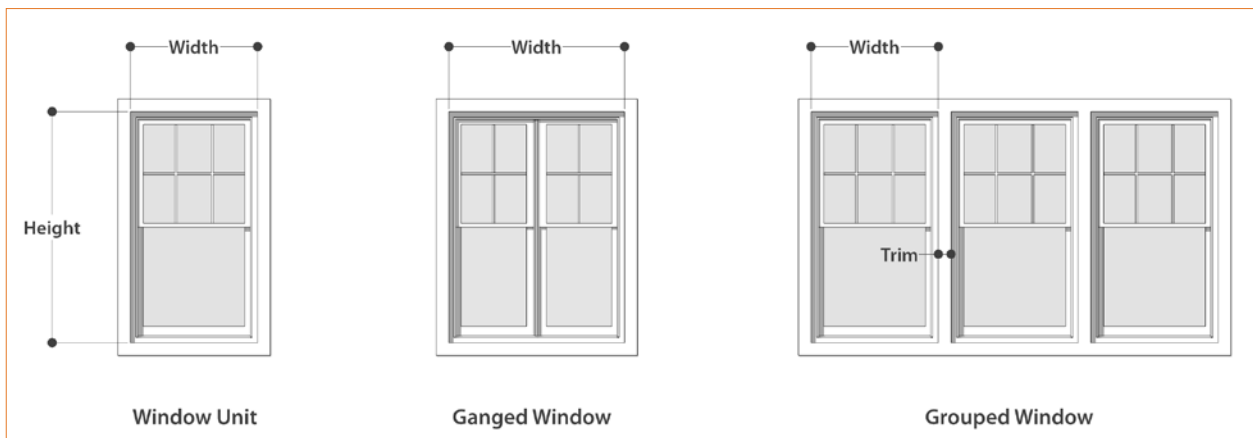 Width
Width
Width
Height
Trim
Window Unit
Ganged Window
Grouped Window